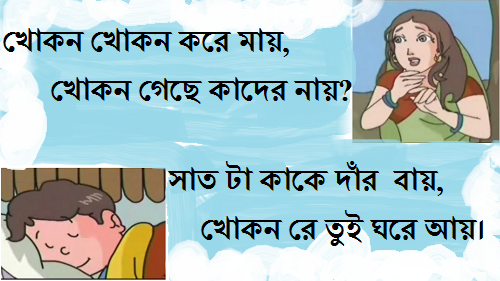 খোকন খোকন করে মায়,
খোকন গেছে কাদের নায়?
সাত টা কাকে দাঁর বায়,
খোকন রে তুই ঘরে আয়।